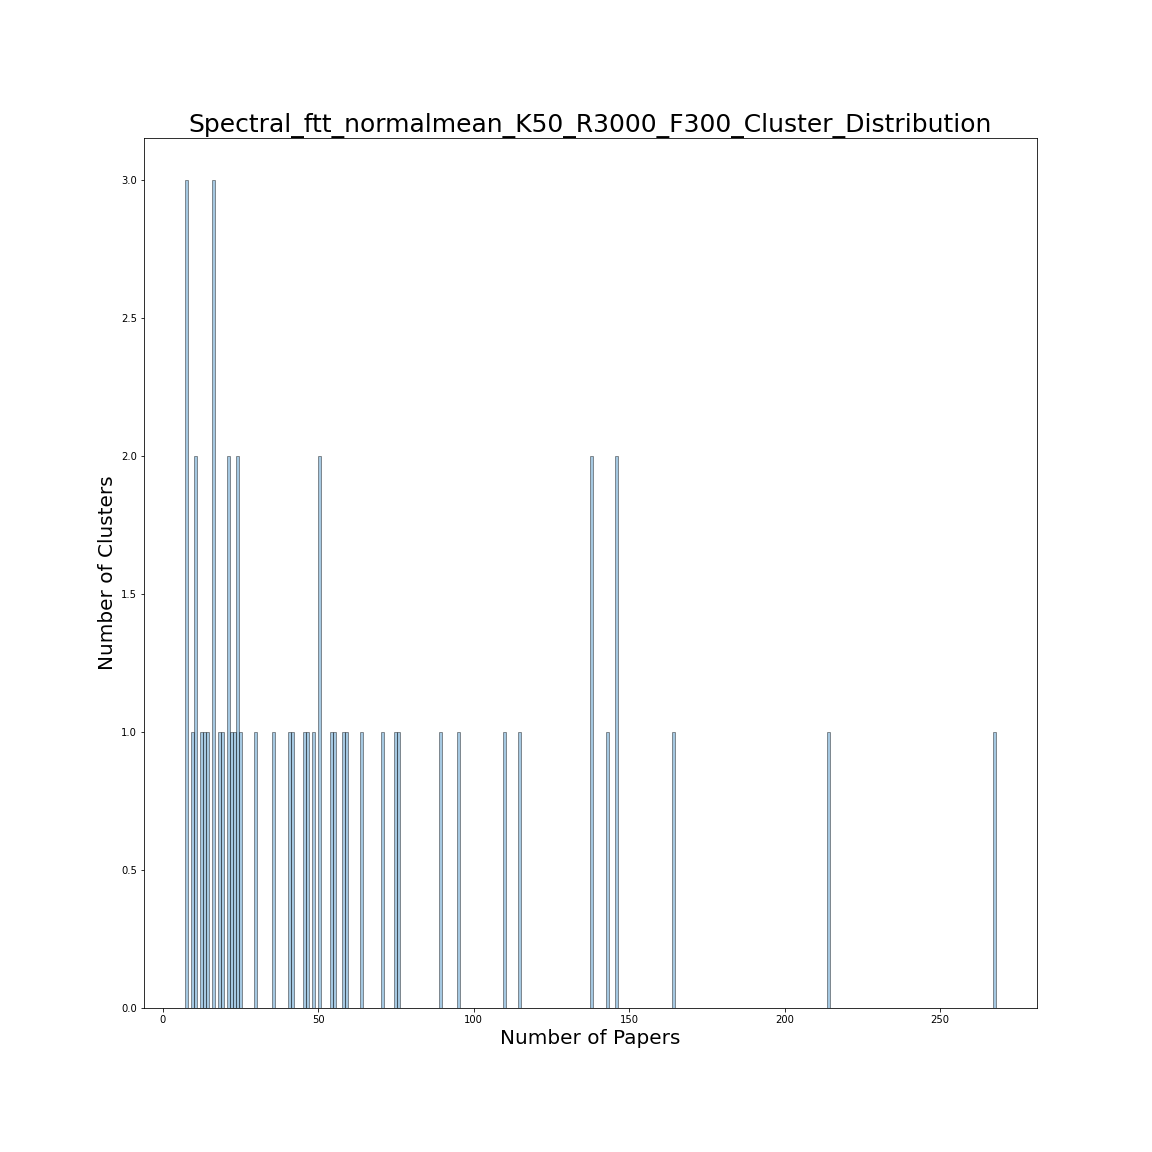 Spectral_ftt_normalmean_K50_R3000_F300_Cluster_Distribution
3.0
2.5
2.0
1.5
1.0
0.5
0.0
Number of Clusters
0 50 100 150 200 250
Number of Papers